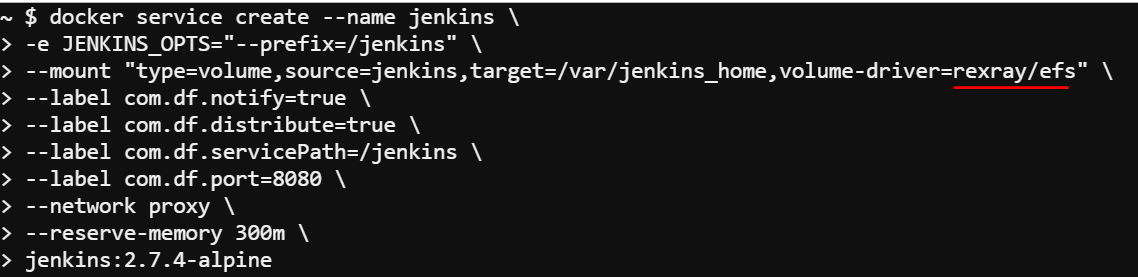 ~ $ docker service create --name jenkins \
> -e JENKINS_OPTS="--prefix=/jenkins" \
> --mount "type=volume,source=jenkins,target=/var/jenkins_home,volume-driver=rexray/efs" \
> --label com.df.notify=true \
> --label com.df.distribute=true \
> --label com.df.servicePath=/jenkins \
> --label com.df.port=8080 \
> --network proxy \
> --reserve-memory 300m \
> jenkins:2.7.4-alpine